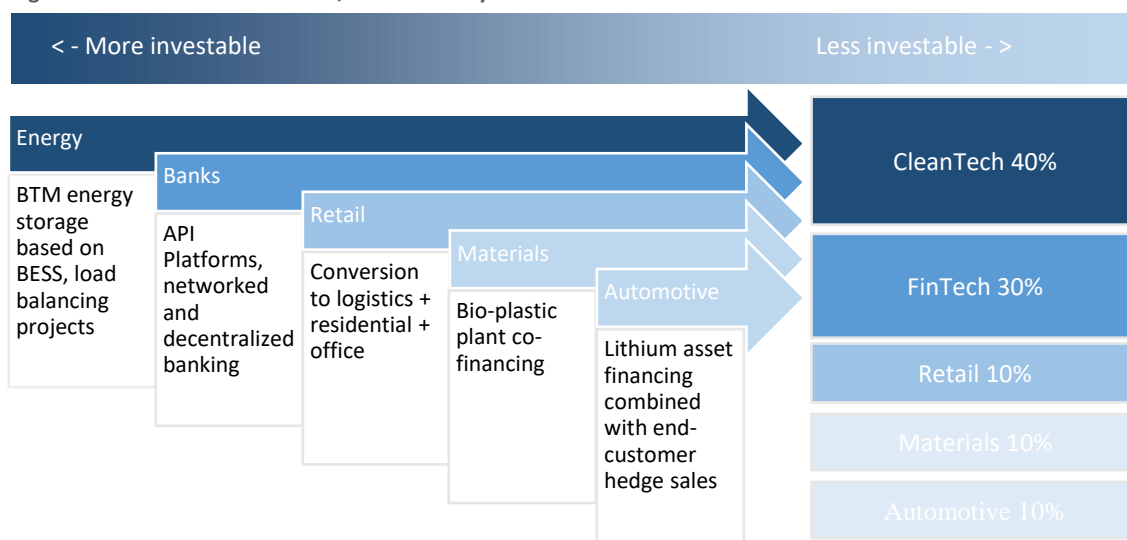 < - More investable
Less investable - >
Energy
BTM energy
storage
based on
BESS, load
balancing
projects
Banks
API
Platforms,
networked
and
decentralized
banking
Retail
Conversion
to logistics +
residential +
office
Materials
Bio-plastic
plant co-
financing
Automotive
Lithium asset
financing
combined
with end-
customer
hedge sales
CleanTech 40%
FinTech 30%
Retail 10%
Materials 10%
Automotive 10%